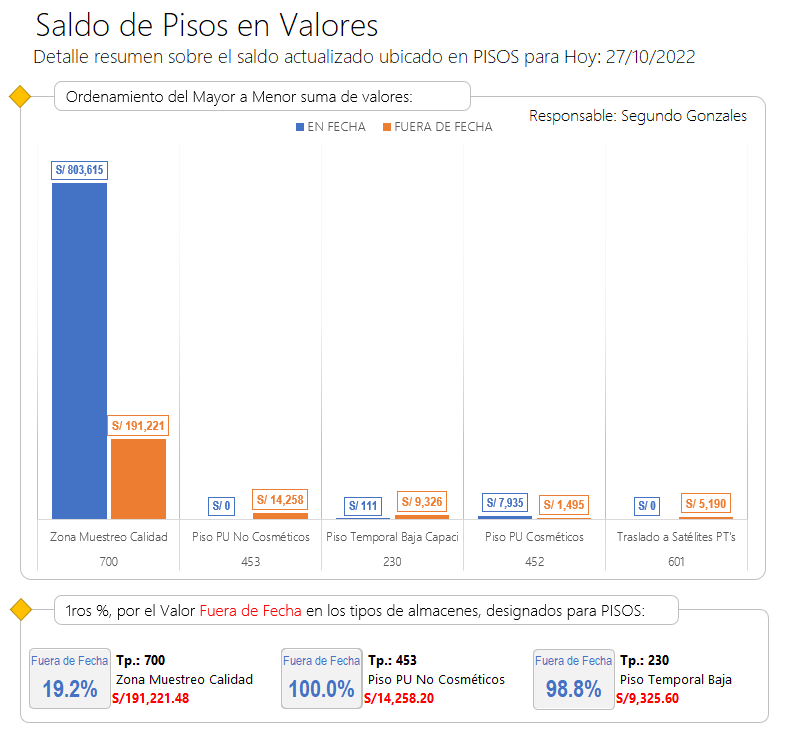 Saldo de Pisos en Valores
Detalle resumen sobre el saldo actualizado ubicado en PISOS para Hoy: 27/10/2022
Ordenamiento del Mayor a Menor suma de valores:
Responsable: Segundo Gonzales
EN FECHA FUERA DE FECHA
S/ 803,615
S/ 191,221
S/ 0
S/ 14,258
S/ 111
S/ 9,326
S/ 7,935
S/ 1,495
S/ 0
S/ 5,190
Zona Muestreo Calidad Piso PU No Cosméticos Piso Temporal Baja Capaci Piso PU Cosméticos Traslado a Satélites PT's
700 453 230 452 601
1ros %, por el Valor Fuera de Fecha en los tipos de almacenes, designados para PISOS:
Fuera de Fecha
19.2%
Tp.: 700
Zona Muestreo Calidad
S/191,221.48
Fuera de Fecha
100.0%
Tp.: 453
Piso PU No Cosméticos
S/14,258.20
Fuera de Fecha
98.8%
Tp.: 230
Piso Temporal Baja
S/9,325.60